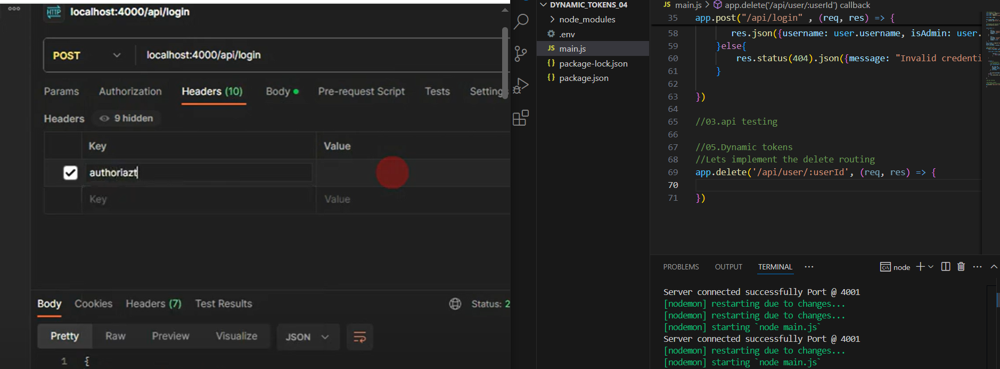 HTTP localhost:4000/api/login
POST localhost:4000/api/login
Params Authorization Headers (10) Body Pre-request Script Tests Setting
Headers 9 hidden
Key Value
authoriazt
Key Value
Body Cookies Headers (7) Test Results Status: 2
Pretty Raw Preview Visualize JSON
1 {
DYNAMIC_TOKENS_04
node_modules
.env
JS main.js
{} package-lock.json
{} package.json
JS main.js > app.delete('/api/user/:userId') callback
35 app.post("/api/login" , (req, res) => {
58 res.json({username: user.username, isAdmin: user.
59 }else{
60 res.status(404).json({message: "Invalid credenti
61 }
62
63 })
64
65 //03.api testing
66
67 //05.Dynamic tokens
68 //Lets implement the delete routing
69 app.delete('/api/user/:userId', (req, res) => {
70
71 })
PROBLEMS OUTPUT TERMINAL ··· node
Server connected successfully Port @ 4001
[nodemon] restarting due to changes...
[nodemon] restarting due to changes...
[nodemon] starting `node main.js`
Server connected successfully Port @ 4001
[nodemon] restarting due to changes...
[nodemon] starting `node main.js`